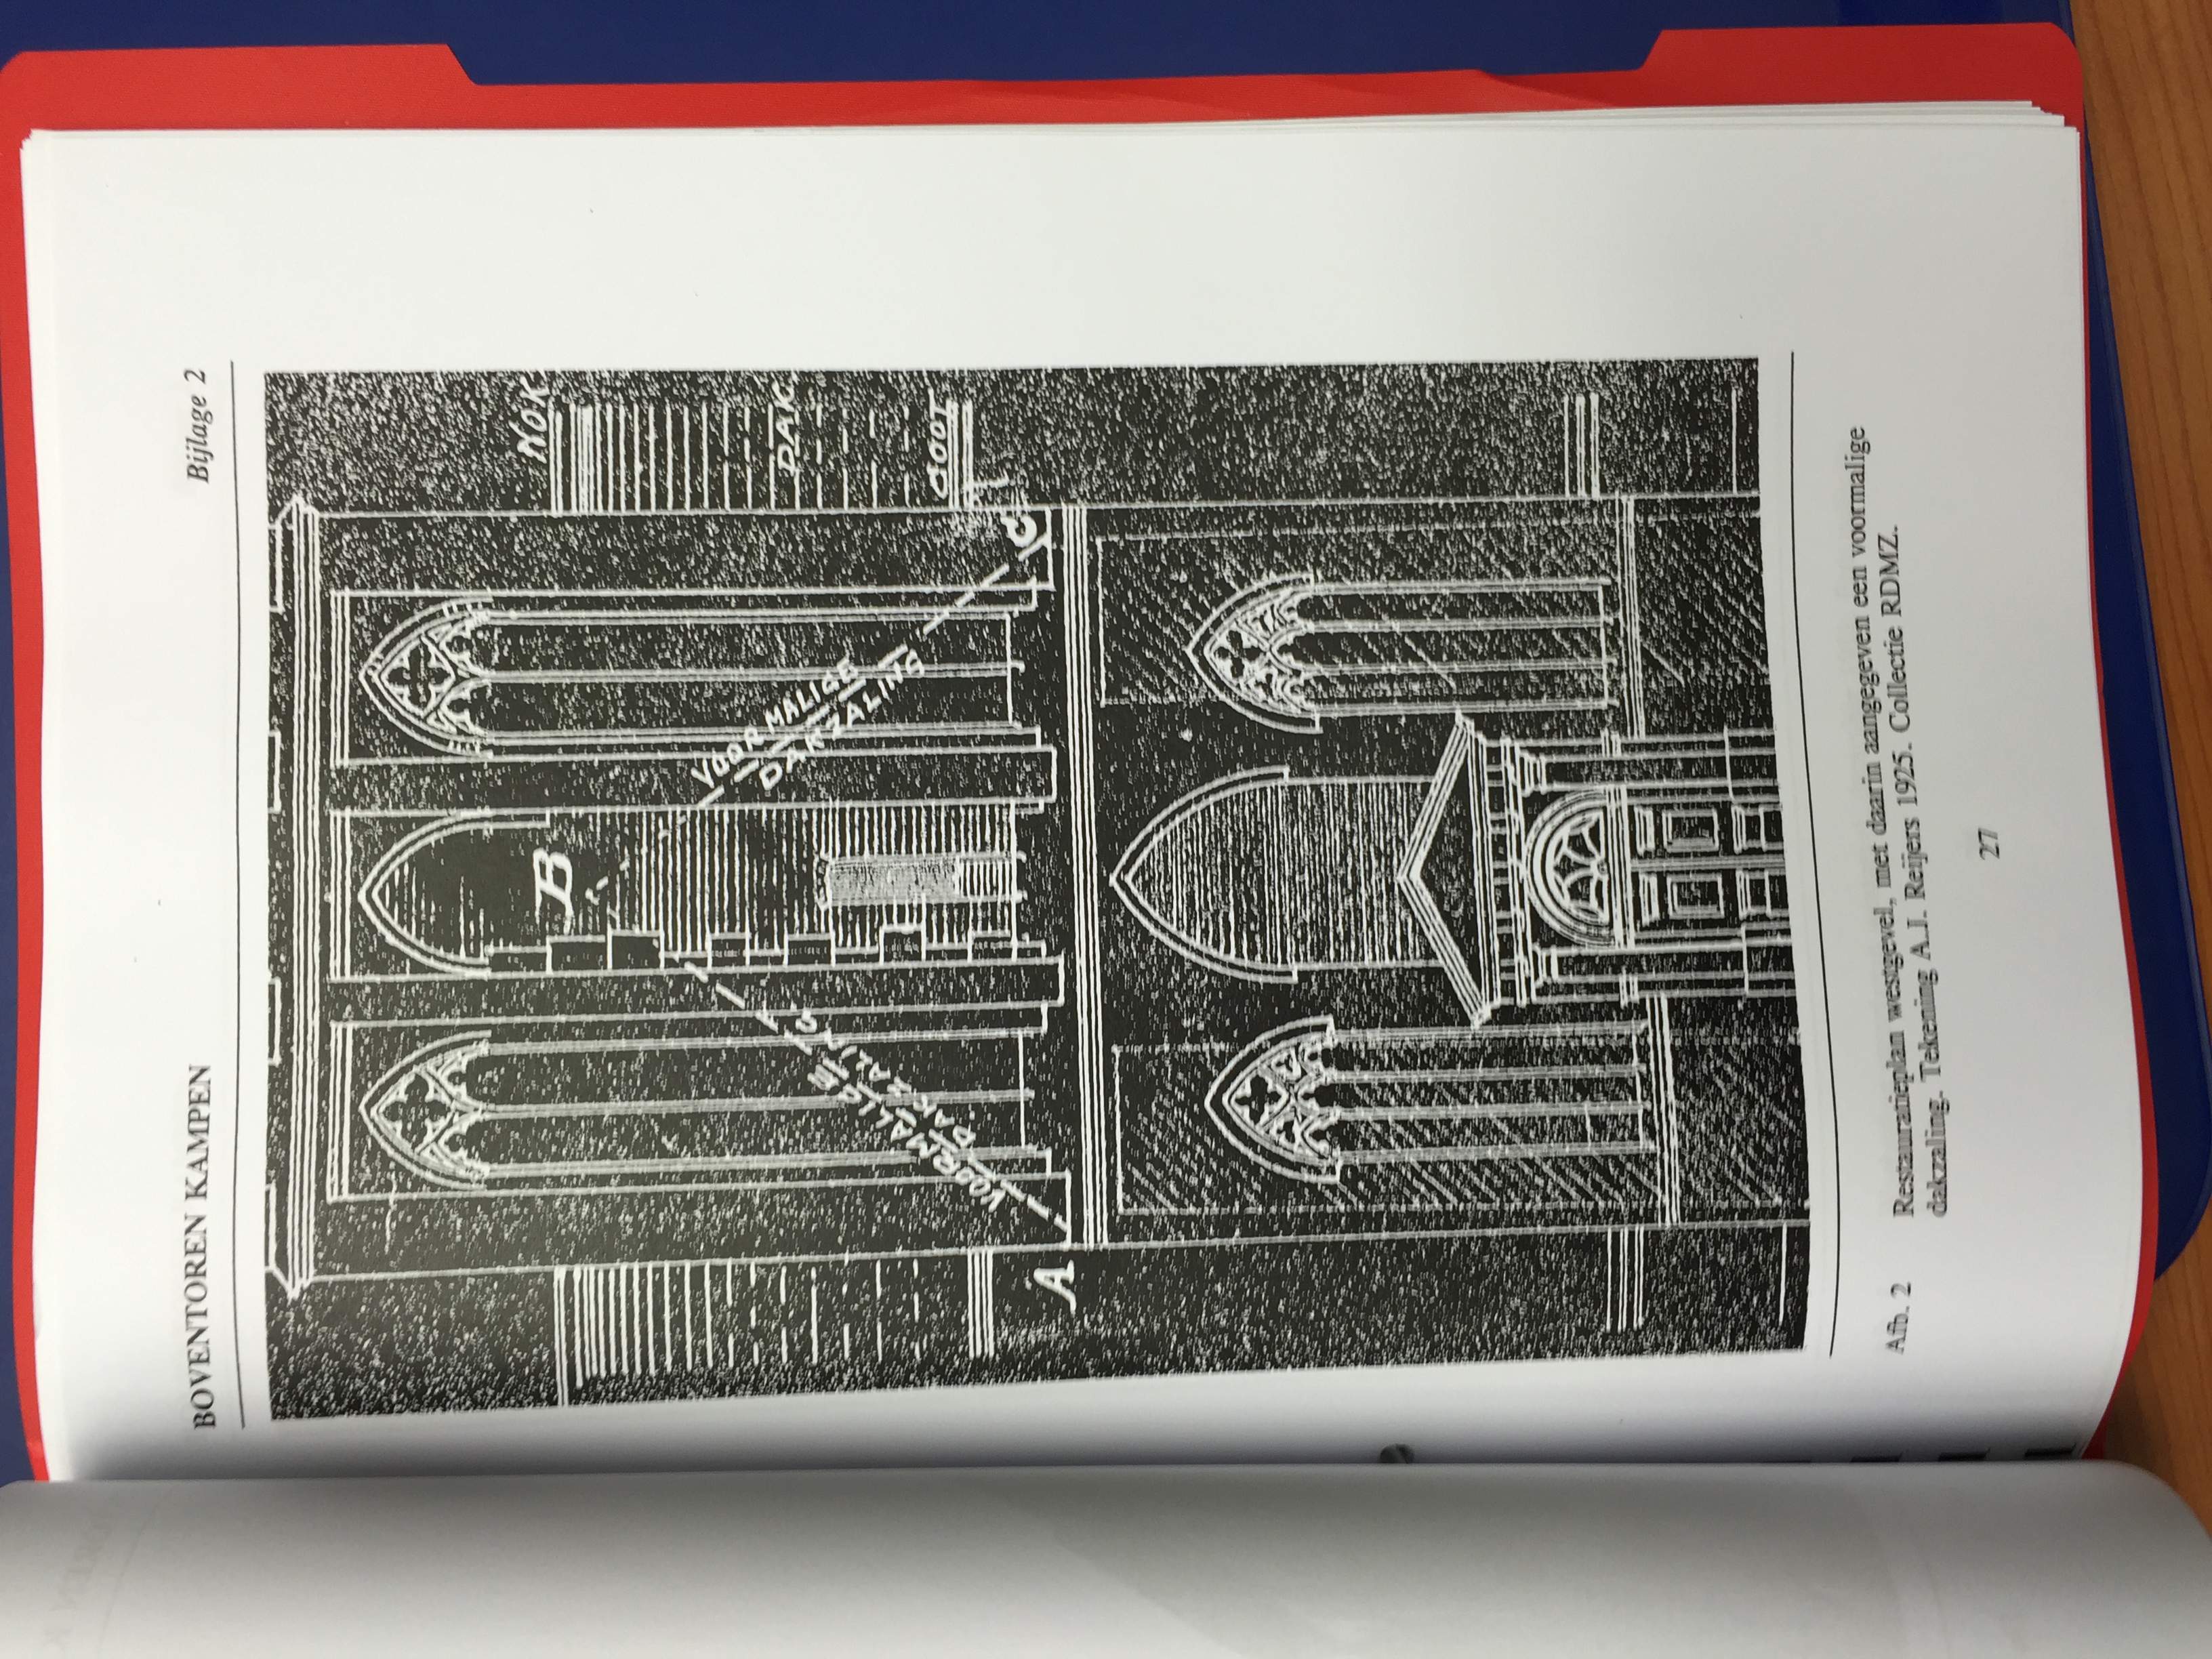 BOVENTOREN KAMPEN
Bijlage 2
NOK
DAK
GOOT
B
VOORMALIGE
DAKZALING
VOORMALIGE
DAKZALING
A
C
Afb. 2
Restauratieplan westgevel, met daarin aangegeven een voormalige
dakzaling. Tekening A.J. Reijers 1925. Collectie RDMZ.
27